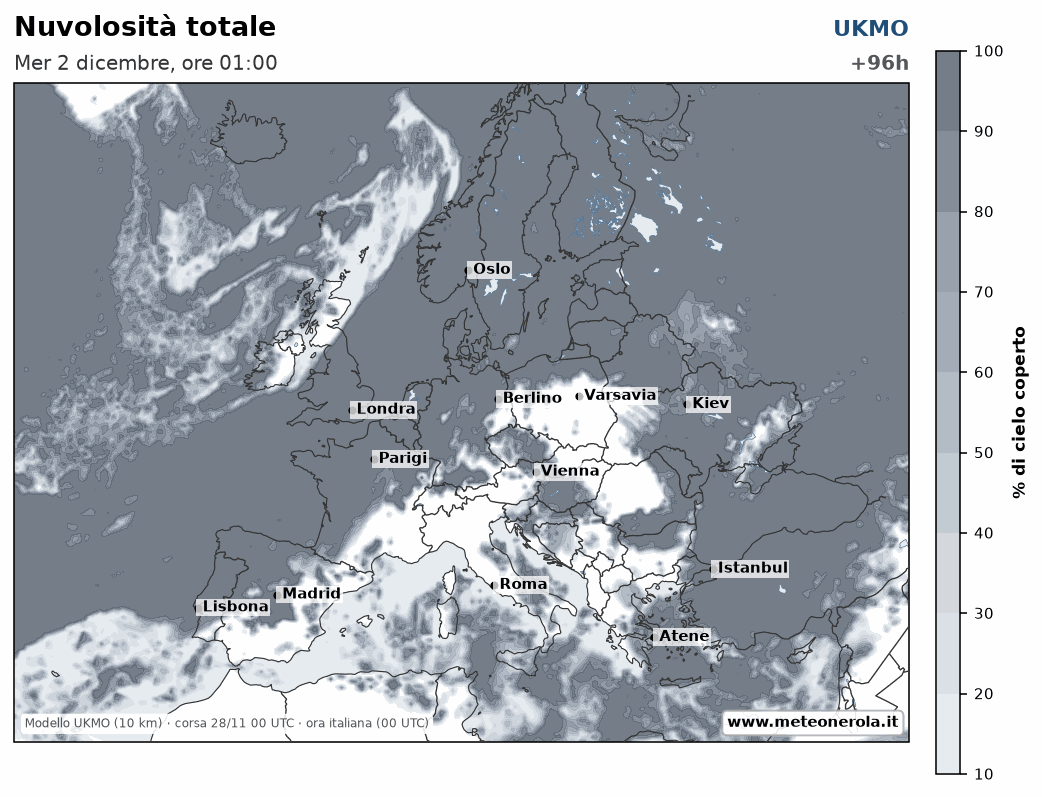 Nuvolosità totale
UKMO
Mer 2 dicembre, ore 01:00
+96h
100
90
80
70
60
50
40
30
20
10
% di cielo coperto
Oslo
Berlino
Varsavia
Kiev
Londra
Parigi
Vienna
Istanbul
Roma
Madrid
Lisbona
Atene
Modello UKMO (10 km) · corsa 28/11 00 UTC · ora italiana (00 UTC)
www.meteonerola.it